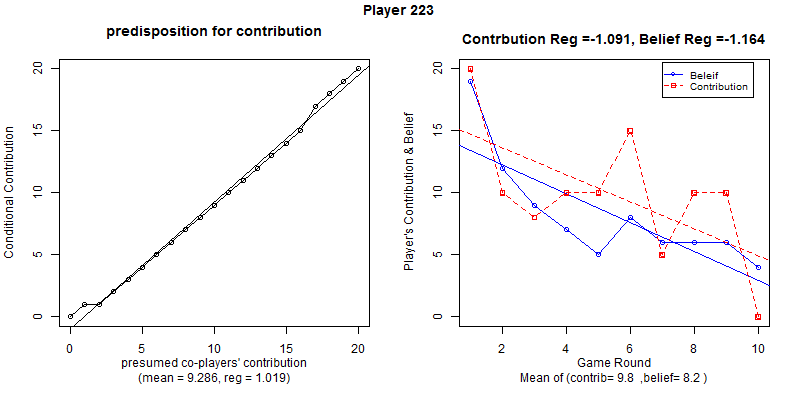 Player 223
predisposition for contribution
Conditional Contribution
20
15
10
5
0
0 5 10 15 20
presumed co-players' contribution
(mean = 9.286, reg = 1.019)
Contrbution Reg =-1.091, Belief Reg =-1.164
Player's Contribution & Belief
20
15
10
5
0
Beleif
Contribution
2 4 6 8 10
Game Round
Mean of (contrib= 9.8 ,belief= 8.2 )